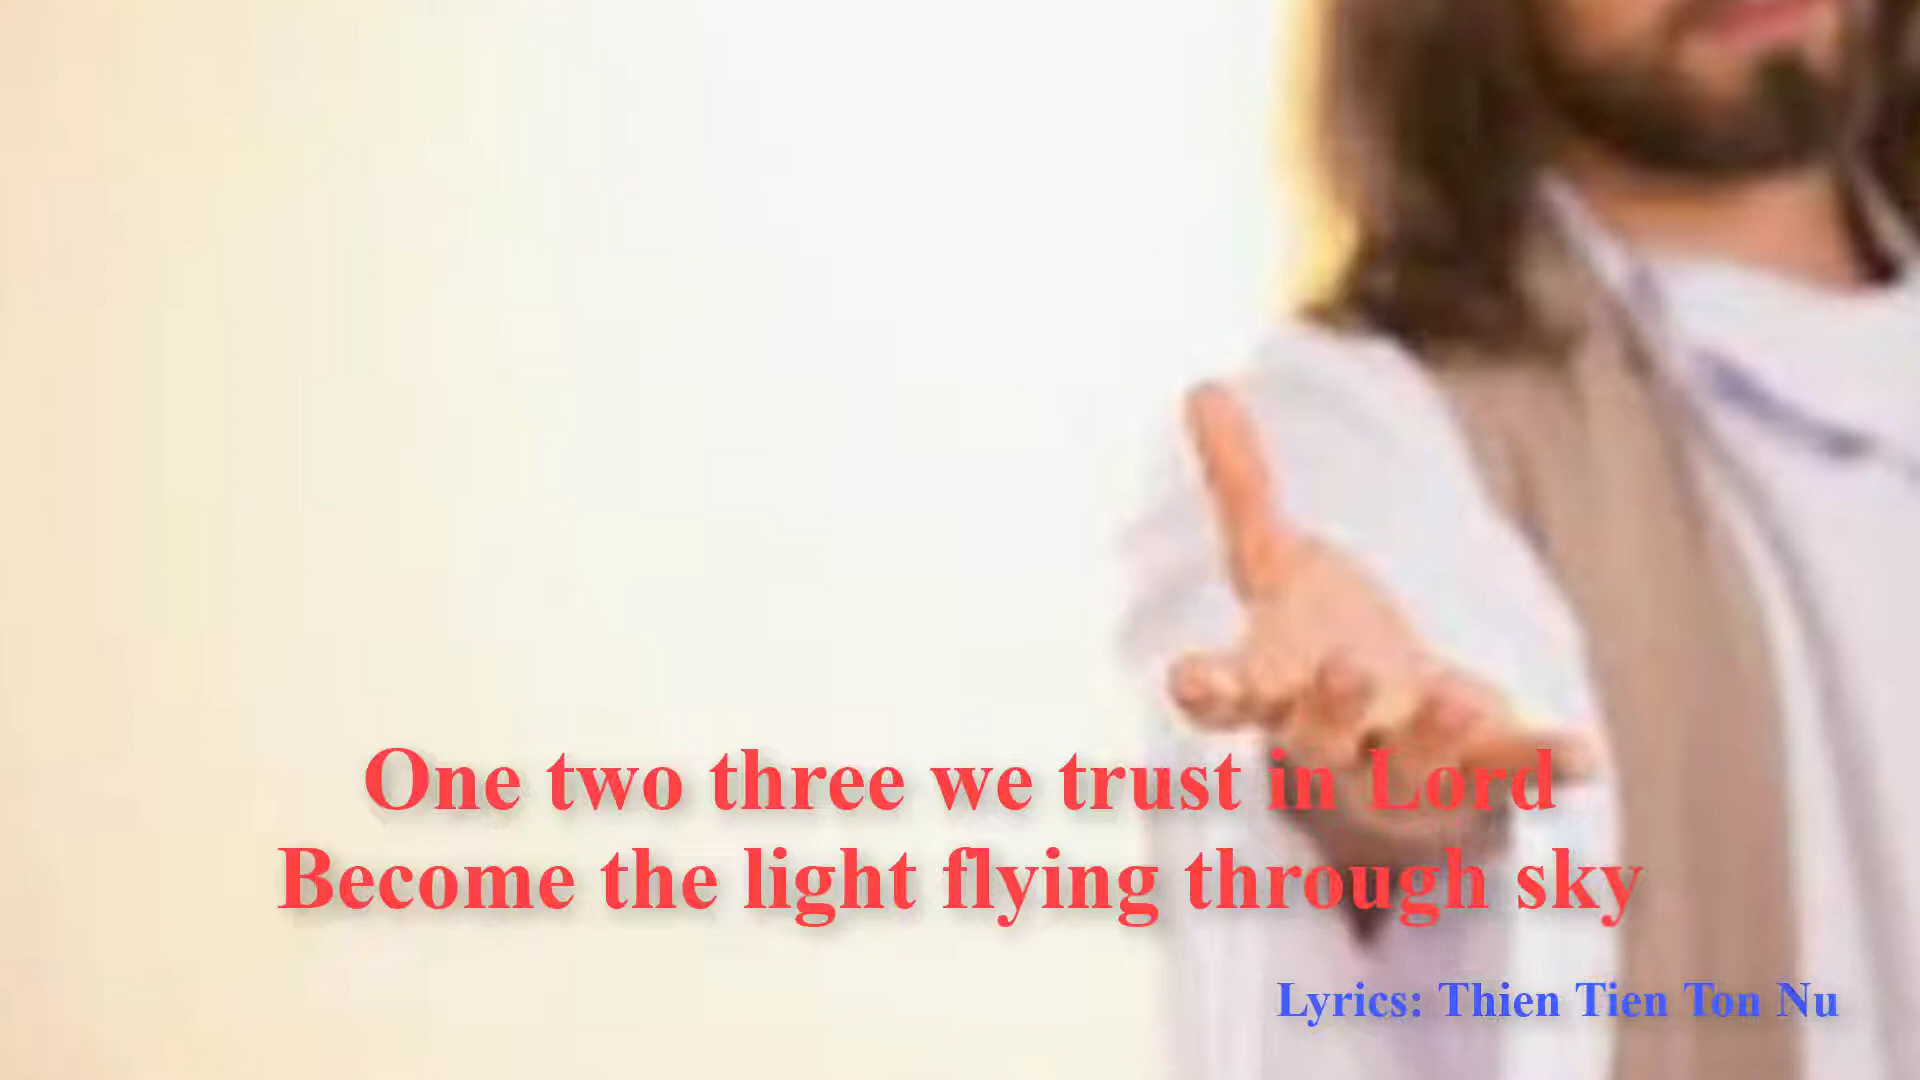 One two three we trust in Lord
Become the light flying through sky
Lyrics: Thien Tien Ton Nu